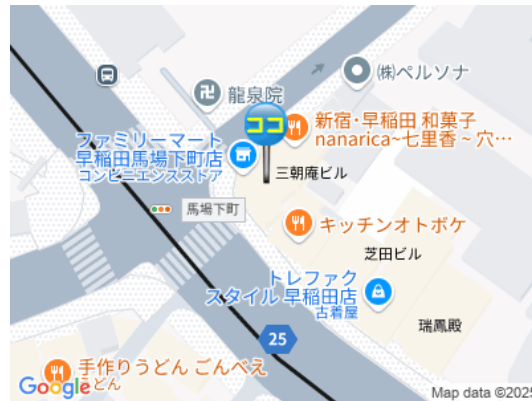 (株)ペルソナ
龍泉院
ココ
新宿･早稲田 和菓子
nanarica~七里香 ~ 穴…
ファミリーマート
早稲田馬場下町店
コンビニエンスストア
三朝庵ビル
馬場下町
キッチンオトボケ
芝田ビル
トレファク
スタイル 早稲田店
古着屋
瑞鳳殿
25
手作りうどん ごんべえ
うどん
Google
Map data ©2025